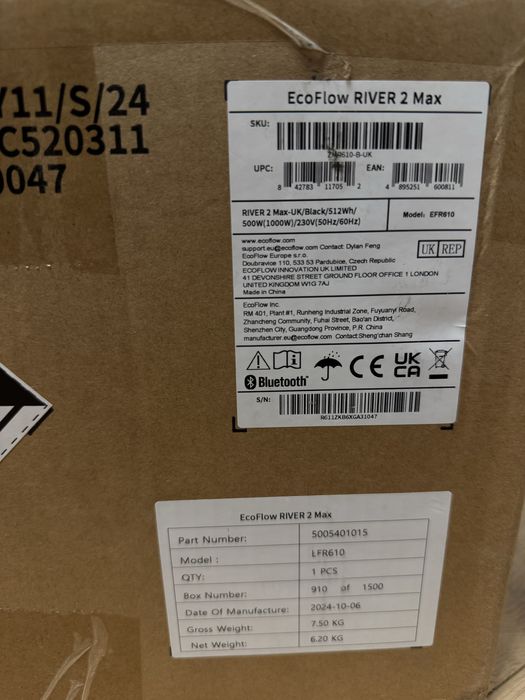 Y11/S/24
C520311
0047
EcoFlow RIVER 2 Max
SKU:
ZMR610-B-UK
UPC:
8 42783 11705 2
EAN:
4 895251 600811
RIVER 2 Max-UK/Black/512Wh/
500W(1000W)/230V(50Hz/60Hz)
Model: EFR610
www.ecoflow.com
support.eu@ecoflow.com Contact: Dylan Feng
EcoFlow Europe s.r.o.
Doubravice 110, 533 53 Pardubice, Czech Republic
ECOFLOW INNOVATION UK LIMITED
41 DEVONSHIRE STREET GROUND FLOOR OFFICE 1 LONDON
UNITED KINGDOM W1G 7AJ
Made in China
UK REP
EcoFlow Inc.
RM 401, Plant #1, Runheng Industrial Zone, Fuyuanyi Road,
Zhancheng Community, Fuhai Street, Bao'an District,
Shenzhen City, Guangdong Province, P.R. China
manufacturer.eu@ecoflow.com Contact:Sheng'chan Shang
CE
UK
CA
Bluetooth®
S/N:
R611ZKB6XGA31047
EcoFlow RIVER 2 Max
Part Number: 5005401015
Model : EFR610
QTY: 1 PCS
Box Number: 910 of 1500
Date Of Manufacture: 2024-10-06
Gross Weight: 7.50 KG
Net Weight: 6.20 KG